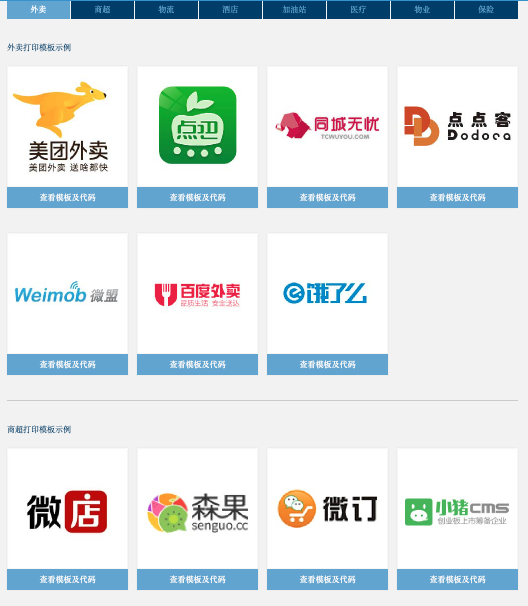 外卖 商超 物流 酒店 加油站 医疗 物业 保险
外卖打印模板示例
美团外卖
美团外卖 送啥都快
点边
同城无忧
TCWUYOU.COM
点点客
Dodoca
查看模板及代码 查看模板及代码 查看模板及代码 查看模板及代码
Weimob 微盟
百度外卖
品质生活 安全送达
饿了么
查看模板及代码 查看模板及代码 查看模板及代码
商超打印模板示例
微店
森果
senguo.cc
微订
小猪CMS
创业板上市筹备企业
查看模板及代码 查看模板及代码 查看模板及代码 查看模板及代码